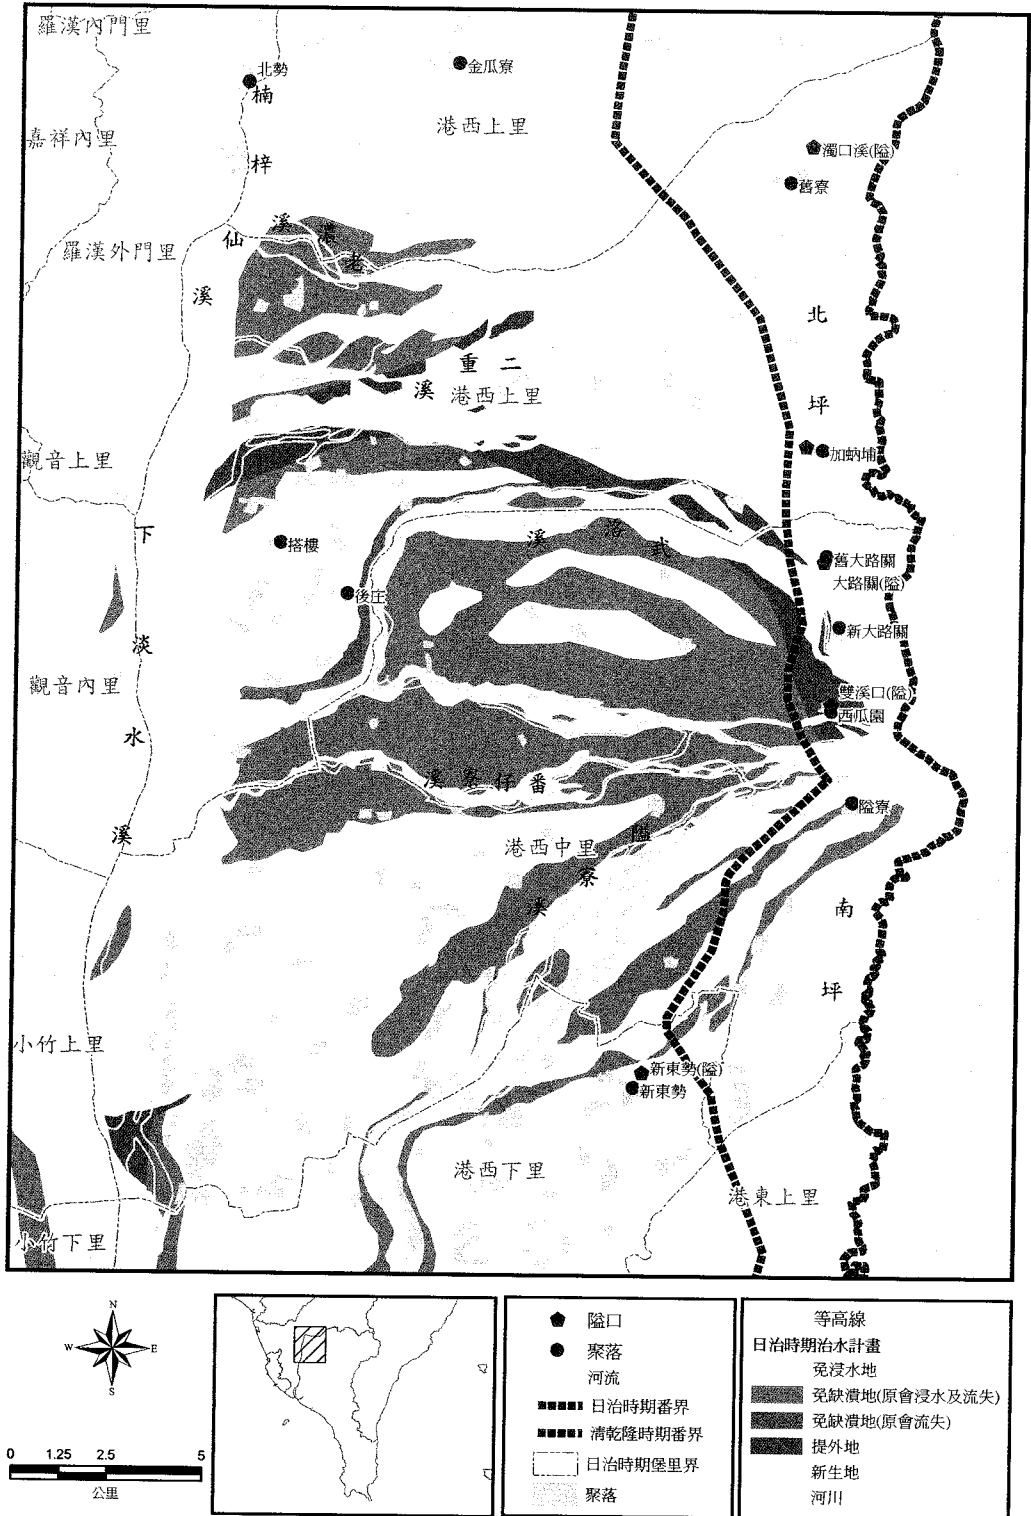 羅漢內門里
北勢
金瓜寮
楠
梓
仙
溪
港西上里
嘉祥內里
濁口溪(隘)
舊寮
羅漢外門里
溪
濃
老
北
坪
二
重
溪
港西上里
加蚋埔
觀音上里
搭樓
後庄
武
洛
溪
舊大路關
大路關(隘)
新大路關
觀音內里
雙溪口(隘)
西瓜園
下
淡
水
溪
番
仔
寮
溪
隘寮
港西中里
隘
寮
溪
南
坪
小竹上里
新東勢(隘)
新東勢
港西下里
港東上里
小竹下里
N
W
E
S
0 1.25 2.5 5
公里
隘口
聚落
河流
日治時期番界
清乾隆時期番界
日治時期堡里界
聚落
等高線
日治時期治水計畫
免浸水地
免缺潰地(原會浸水及流失)
免缺潰地(原會流失)
提外地
新生地
河川